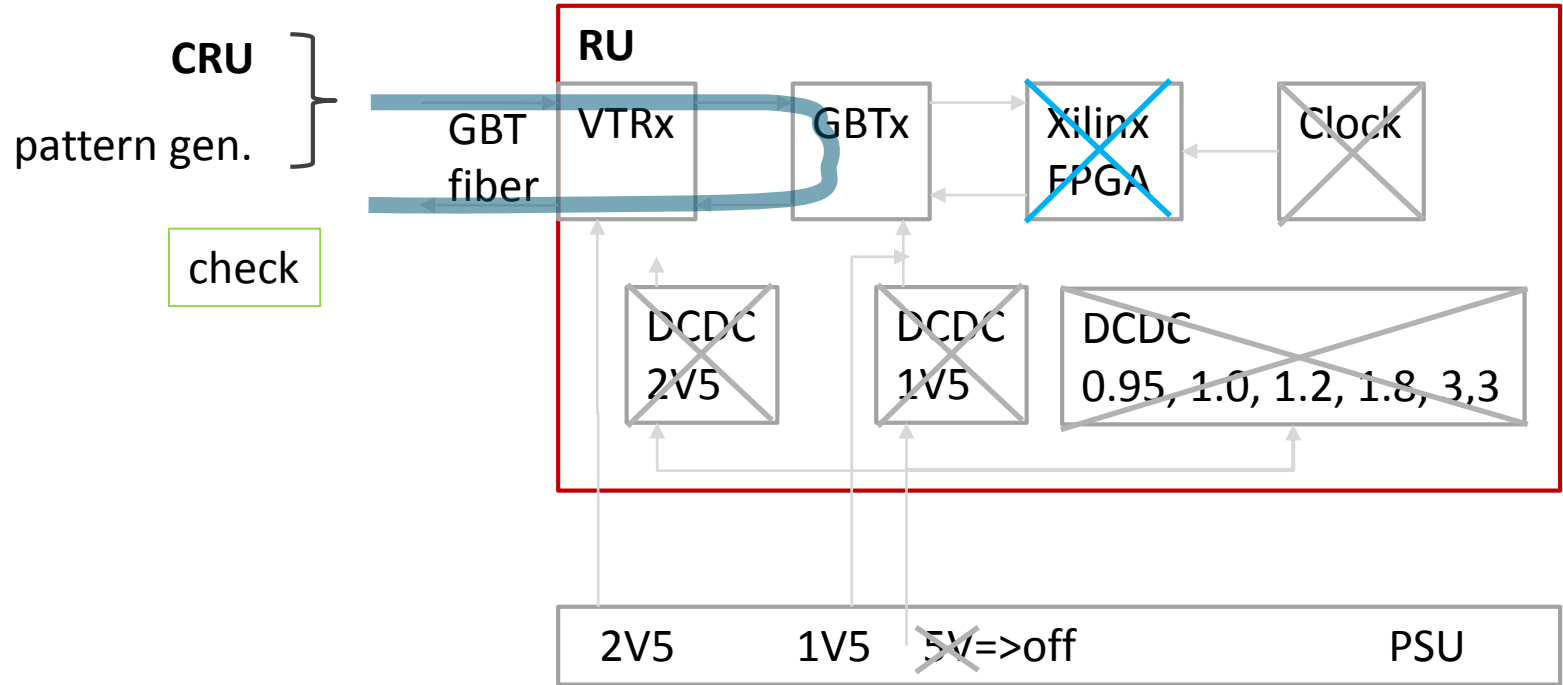 CRU
pattern gen.
check
GBT
fiber
RU
VTRx
GBTx
Xilinx
FPGA
Clock
DCDC
2V5
DCDC
1V5
DCDC
0.95, 1.0, 1.2, 1.8, 3,3
2V5
1V5
5V=>off
PSU